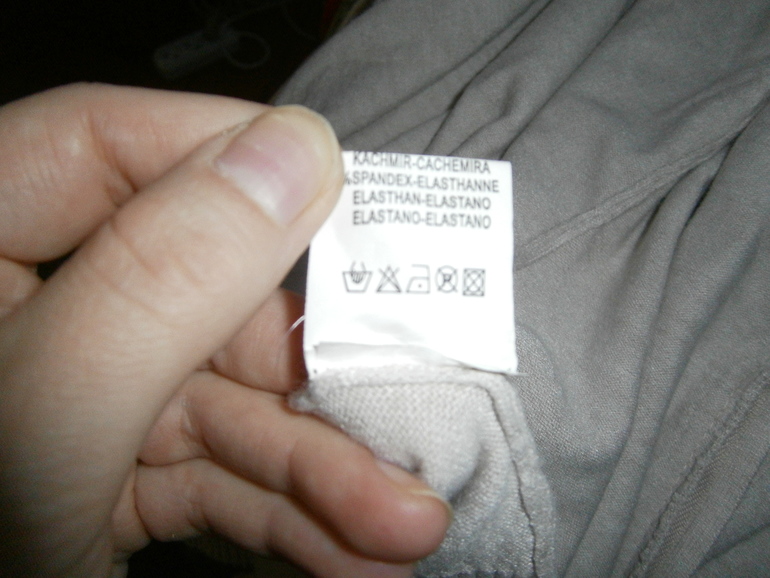 KACHMIR-CACHEMIRA
%SPANDEX-ELASTHANNE
ELASTHAN-ELASTANO
ELASTANO-ELASTANO